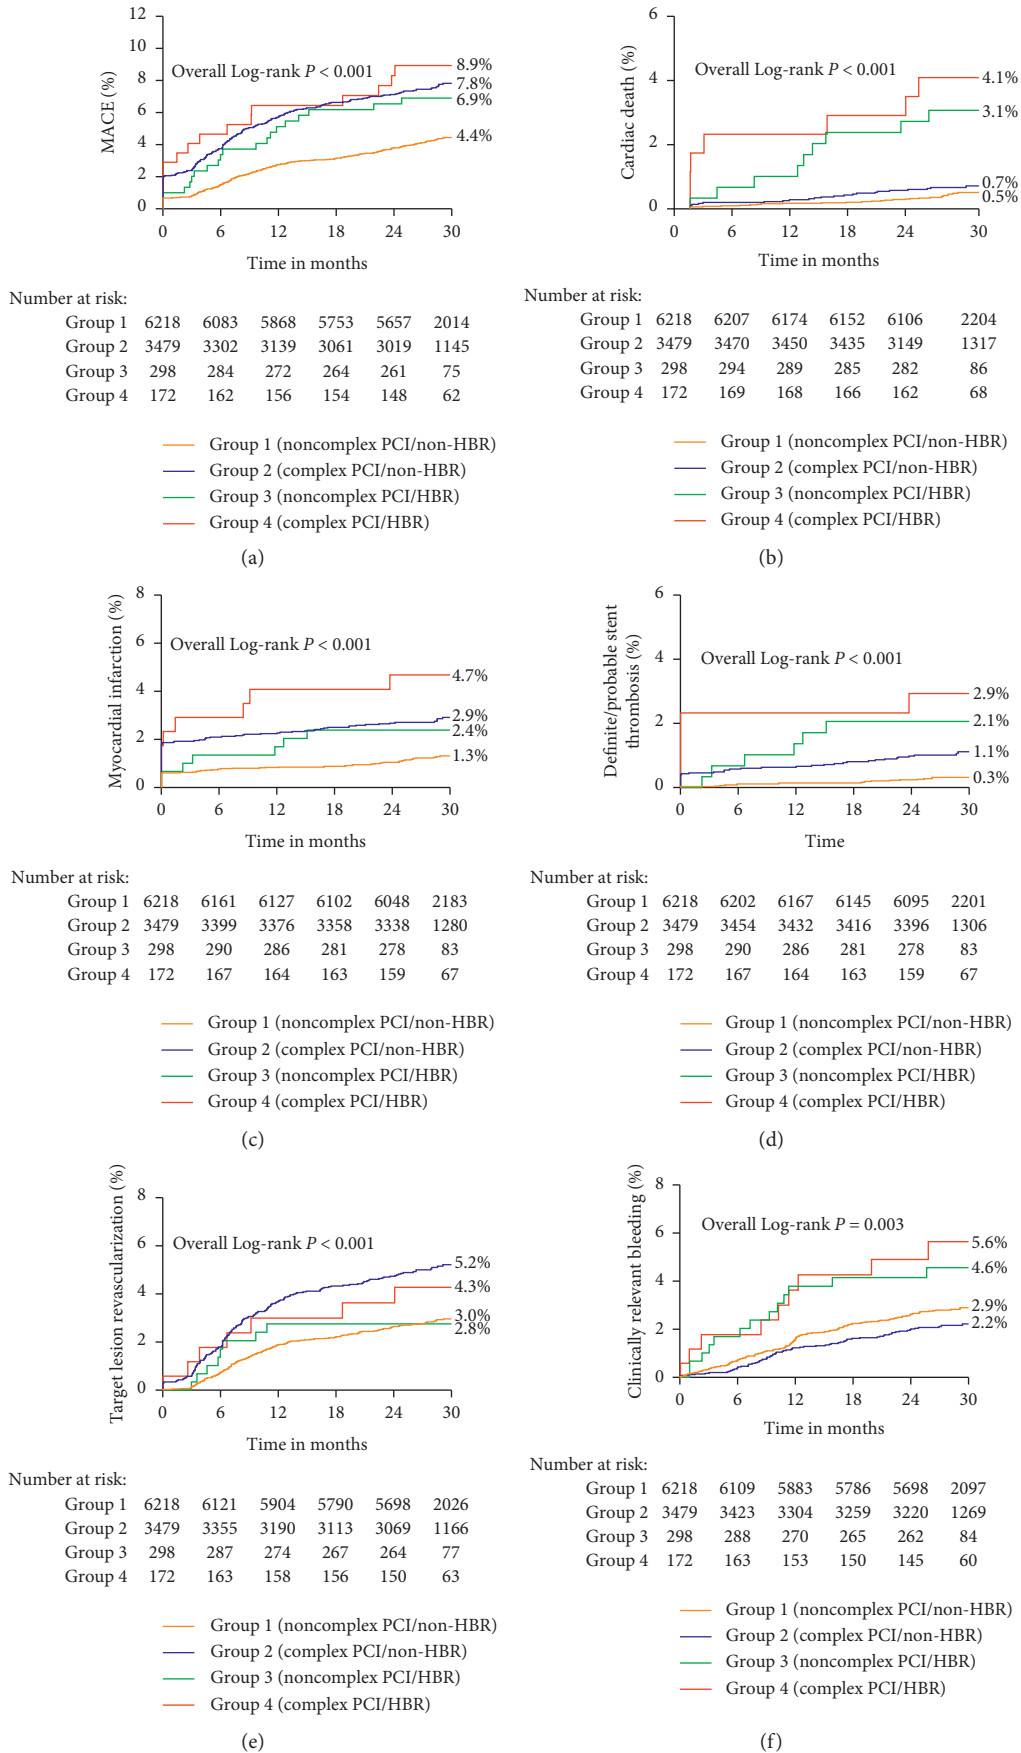 MACE (%)
12
10
8
6
4
2
0
Overall Log-rank P < 0.001
8.9%
7.8%
6.9%
4.4%
0 6 12 18 24 30
Time in months
Number at risk:
Group 1 6218 6083 5868 5753 5657 2014
Group 2 3479 3302 3139 3061 3019 1145
Group 3 298 284 272 264 261 75
Group 4 172 162 156 154 148 62
Group 1 (noncomplex PCI/non-HBR)
Group 2 (complex PCI/non-HBR)
Group 3 (noncomplex PCI/HBR)
Group 4 (complex PCI/HBR)
(a)
Cardiac death (%)
6
4
2
0
Overall Log-rank P < 0.001
4.1%
3.1%
0.7%
0.5%
0 6 12 18 24 30
Time in months
Number at risk:
Group 1 6218 6207 6174 6152 6106 2204
Group 2 3479 3470 3450 3435 3149 1317
Group 3 298 294 289 285 282 86
Group 4 172 169 168 166 162 68
Group 1 (noncomplex PCI/non-HBR)
Group 2 (complex PCI/non-HBR)
Group 3 (noncomplex PCI/HBR)
Group 4 (complex PCI/HBR)
(b)
Myocardial infarction (%)
8
6
4
2
0
Overall Log-rank P < 0.001
4.7%
2.9%
2.4%
1.3%
0 6 12 18 24 30
Time in months
Number at risk:
Group 1 6218 6161 6127 6102 6048 2183
Group 2 3479 3399 3376 3358 3338 1280
Group 3 298 290 286 281 278 83
Group 4 172 167 164 163 159 67
Group 1 (noncomplex PCI/non-HBR)
Group 2 (complex PCI/non-HBR)
Group 3 (noncomplex PCI/HBR)
Group 4 (complex PCI/HBR)
(c)
Definite/probable stent
thrombosis (%)
6
4
2
0
Overall Log-rank P < 0.001
2.9%
2.1%
1.1%
0.3%
0 6 12 18 24 30
Time
Number at risk:
Group 1 6218 6202 6167 6145 6095 2201
Group 2 3479 3454 3432 3416 3396 1306
Group 3 298 290 286 281 278 83
Group 4 172 167 164 163 159 67
Group 1 (noncomplex PCI/non-HBR)
Group 2 (complex PCI/non-HBR)
Group 3 (noncomplex PCI/HBR)
Group 4 (complex PCI/HBR)
(d)
Target lesion revascularization (%)
8
6
4
2
0
Overall Log-rank P < 0.001
5.2%
4.3%
3.0%
2.8%
0 6 12 18 24 30
Time in months
Number at risk:
Group 1 6218 6121 5904 5790 5698 2026
Group 2 3479 3355 3190 3113 3069 1166
Group 3 298 287 274 267 264 77
Group 4 172 163 158 156 150 63
Group 1 (noncomplex PCI/non-HBR)
Group 2 (complex PCI/non-HBR)
Group 3 (noncomplex PCI/HBR)
Group 4 (complex PCI/HBR)
(e)
Clinically relevant bleeding (%)
8
6
4
2
0
Overall Log-rank P = 0.003
5.6%
4.6%
2.9%
2.2%
0 6 12 18 24 30
Time in months
Number at risk:
Group 1 6218 6109 5883 5786 5698 2097
Group 2 3479 3423 3304 3259 3220 1269
Group 3 298 288 270 265 262 84
Group 4 172 163 153 150 145 60
Group 1 (noncomplex PCI/non-HBR)
Group 2 (complex PCI/non-HBR)
Group 3 (noncomplex PCI/HBR)
Group 4 (complex PCI/HBR)
(f)